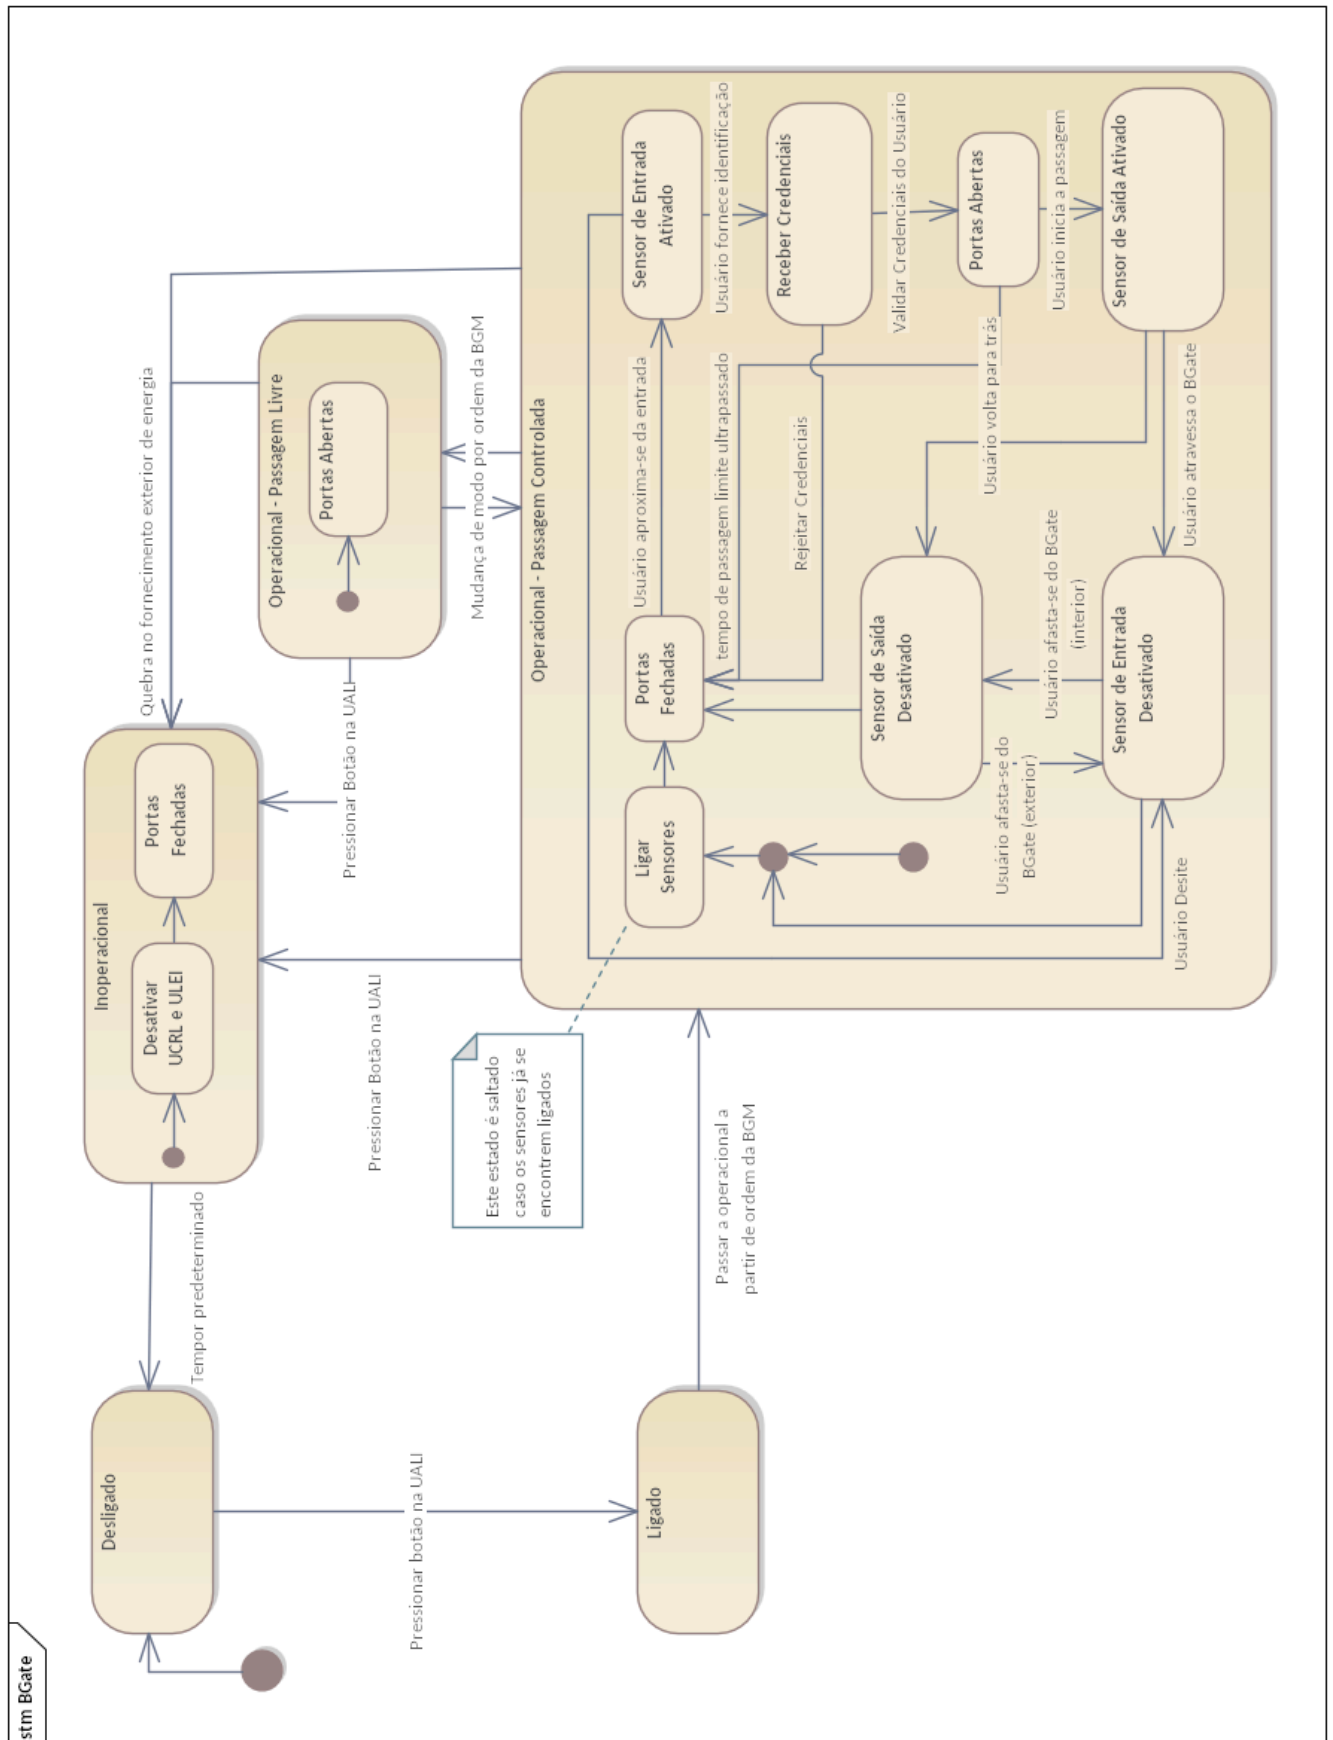 stm BGate
Desligado
Tempor predeterminado
Inoperacional
Desativar
UCRL e ULEI
Portas
Fechadas
Quebra no fornecimento exterior de energia
Pressionar botão na UALI
Pressionar Botão na UALI
Pressionar Botão na UALI
Operacional - Passagem Livre
Portas Abertas
Mudança de modo por ordem da BGM
Ligado
Passar a operacional a
partir de ordem da BGM
Este estado é saltado
caso os sensores já se
encontrem ligados
Operacional - Passagem Controlada
Ligar
Sensores
Portas
Fechadas
Usuário aproxima-se da entrada
Sensor de Entrada
Ativado
tempo de passagem limite ultrapassado
Usuário fornece identificação
Rejeitar Credenciais
Receber Credenciais
Sensor de Saída
Desativado
Validar Credenciais do Usuário
Usuário volta para trás
Portas Abertas
Usuário afasta-se do
BGate (exterior)
Usuário afasta-se do BGate
(interior)
Usuário inicia a passagem
Sensor de Entrada
Desativado
Sensor de Saída Ativado
Usuário Desite
Usuário atravessa o BGate